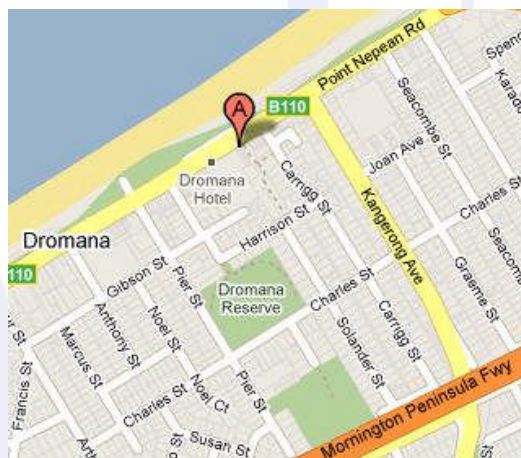 Point Nepean Rd
Spenc
Karado
A
B110
Seacombe St
Joan Ave
Dromana
Hotel
Carrigg St
Kangerong Ave
Charles St
Harrison St
Dromana
B110
Gibson St
Pier St
Dromana
Reserve
Charles St
Graeme St
Seacom
Anthony St
Noel St
Solander St
Carrigg St
Marcus St
Francis St
Noel Ct
Pier St
Charles St
Mornington Peninsula Fwy
Susan St